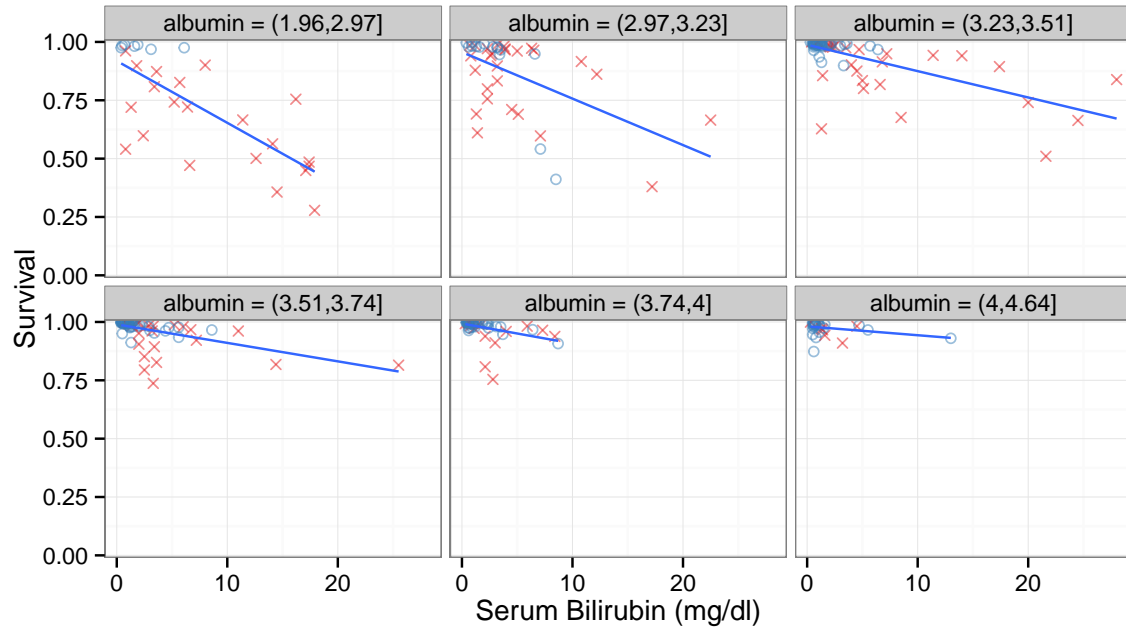 albumin = (1.96,2.97]
albumin = (2.97,3.23]
albumin = (3.23,3.51]
1.00
0.75
0.50
0.25
0.00
albumin = (3.51,3.74]
albumin = (3.74,4]
albumin = (4,4.64]
1.00
0.75
0.50
0.25
0.00
Survival
0 10 20
0 10 20
0 10 20
Serum Bilirubin (mg/dl)